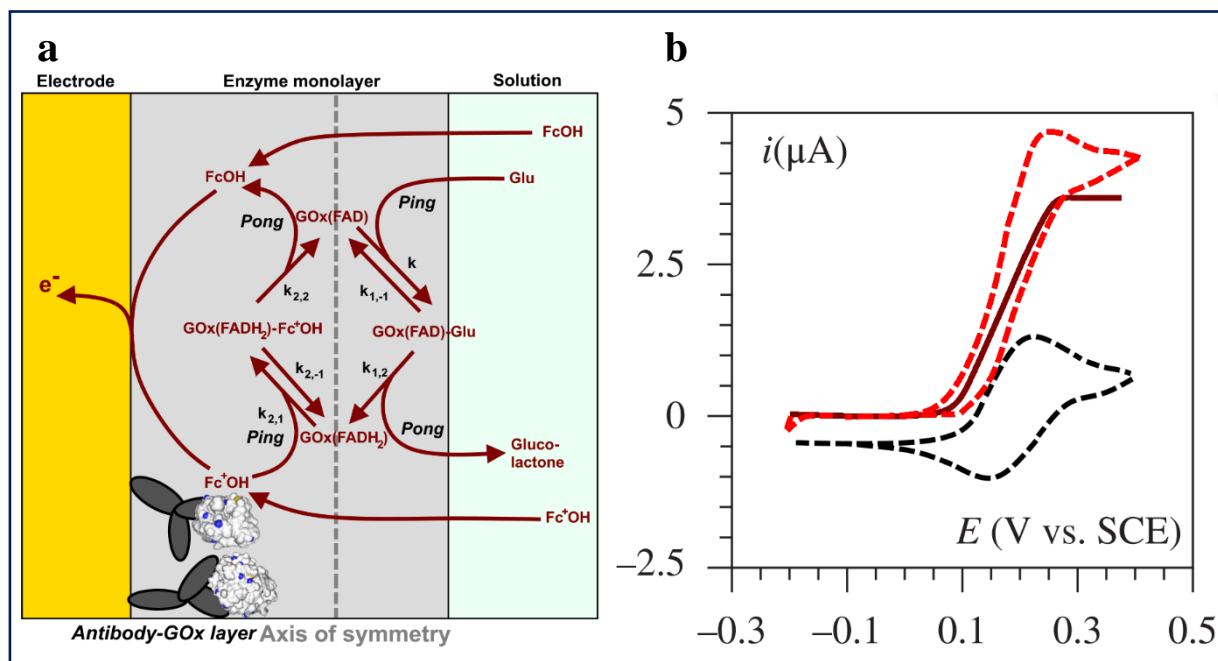 a
Electrode
Enzyme monolayer
Solution
FcOH
FcOH
Glu
Pong
GOx(FAD)
Ping
e-
k2,2
k1,-1
k
GOx(FADH2)-Fc+OH
GOx(FAD)-Glu
k2,-1
k1,2
k2,1
Ping
GOx(FADH2)
Pong
Gluco-
lactone
Fc+OH
Fc+OH
Antibody-GOx layer
Axis of symmetry
b
i(μA)
5
2.5
0
−2.5
E (V vs. SCE)
−0.3
−0.1
0.1
0.3
0.5